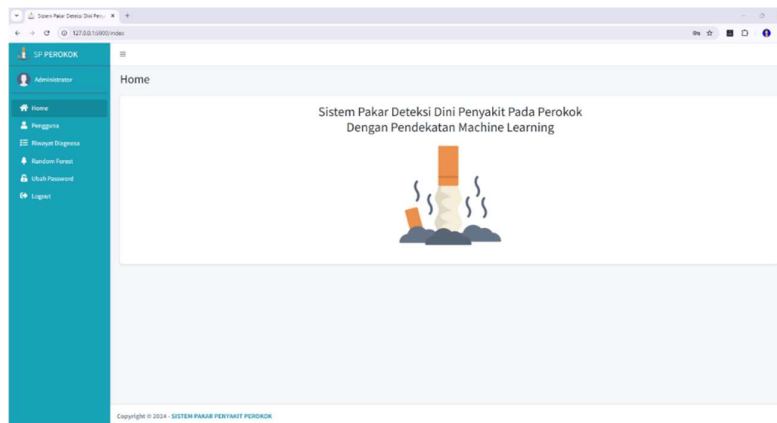 Sistem Pakar Deteksi Dini Penya
127.0.0.1:5000/index
SP PEROKOK
Administrator
Home
Home
Pengguna
Riwayat Diagnosa
Random Forest
Ubah Password
Logout
Sistem Pakar Deteksi Dini Penyakit Pada Perokok
Dengan Pendekatan Machine Learning
Copyright © 2024 - SISTEM PAKAR PENYAKIT PEROKOK